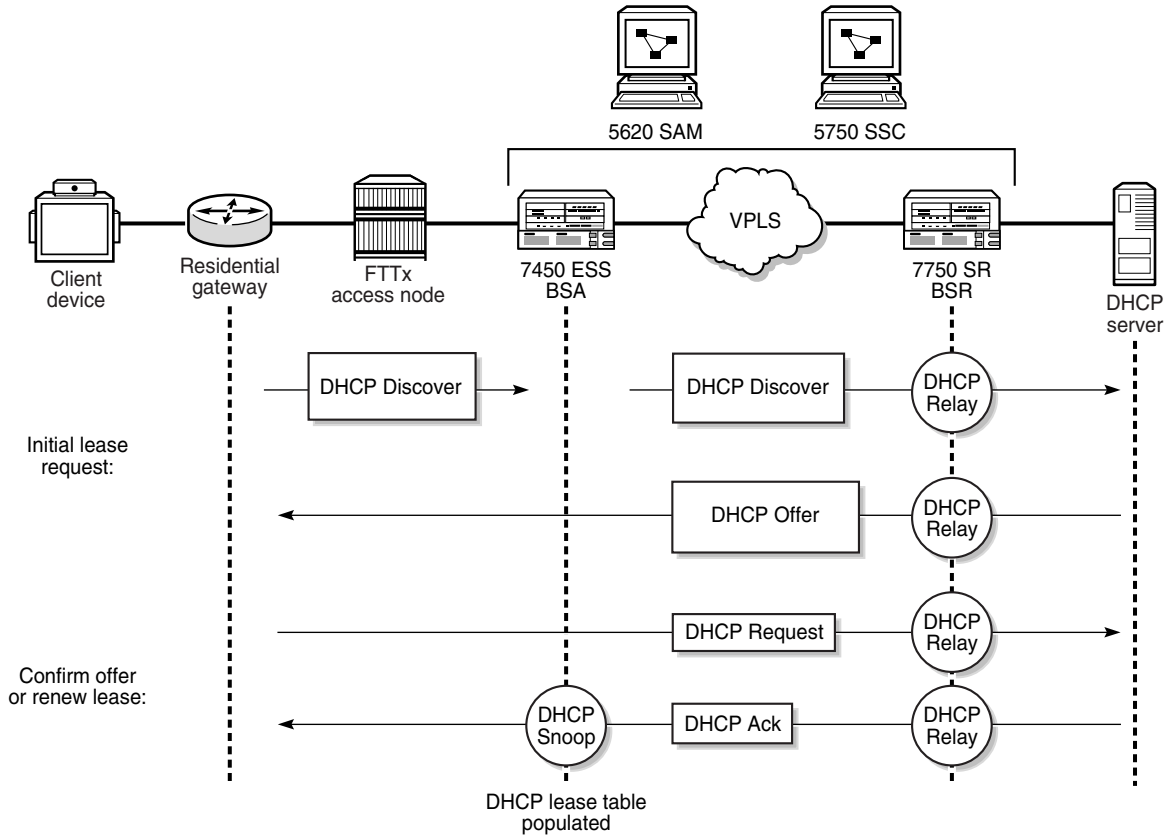 5620 SAM
5750 SSC
VPLS
Client
device
Residential
gateway
FTTx
access node
7450 ESS
BSA
7750 SR
BSR
DHCP
server
DHCP Discover
DHCP Discover
DHCP
Relay
Initial lease
request:
DHCP Offer
DHCP
Relay
DHCP Request
DHCP
Relay
Confirm offer
or renew lease:
DHCP
Snoop
DHCP Ack
DHCP
Relay
DHCP lease table
populated